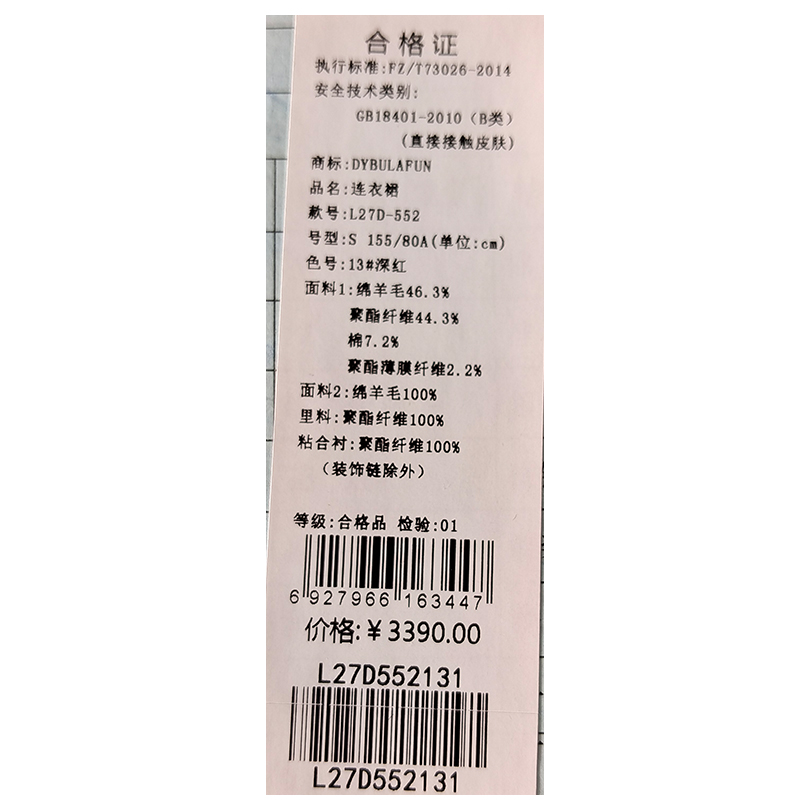 合格证
执行标准:FZ/T73026-2014
安全技术类别:
GB18401-2010（B类）
(直接接触皮肤)
商标:DYBULAFUN
品名:连衣裙
款号:L27D-552
号型:S 155/80A(单位:cm)
色号:13#深红
面料1:绵羊毛46.3%
聚酯纤维44.3%
棉7.2%
聚酯薄膜纤维2.2%
面料2:绵羊毛100%
里料:聚酯纤维100%
粘合衬:聚酯纤维100%
（装饰链除外）
等级:合格品 检验:01
6 927966 163447
价格:￥3390.00
L27D552131
L27D552131